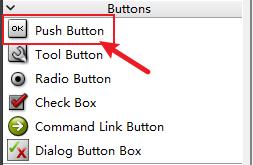 Buttons
OK Push Button
Tool Button
Radio Button
Check Box
Command Link Button
Dialog Button Box